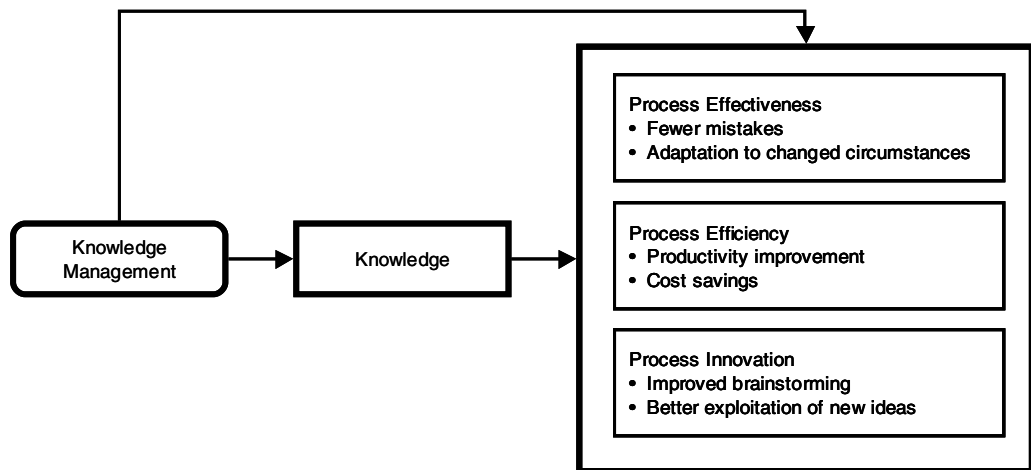 Knowledge
Management
Knowledge
Process Effectiveness
• Fewer mistakes
• Adaptation to changed circumstances
Process Efficiency
• Productivity improvement
• Cost savings
Process Innovation
• Improved brainstorming
• Better exploitation of new ideas